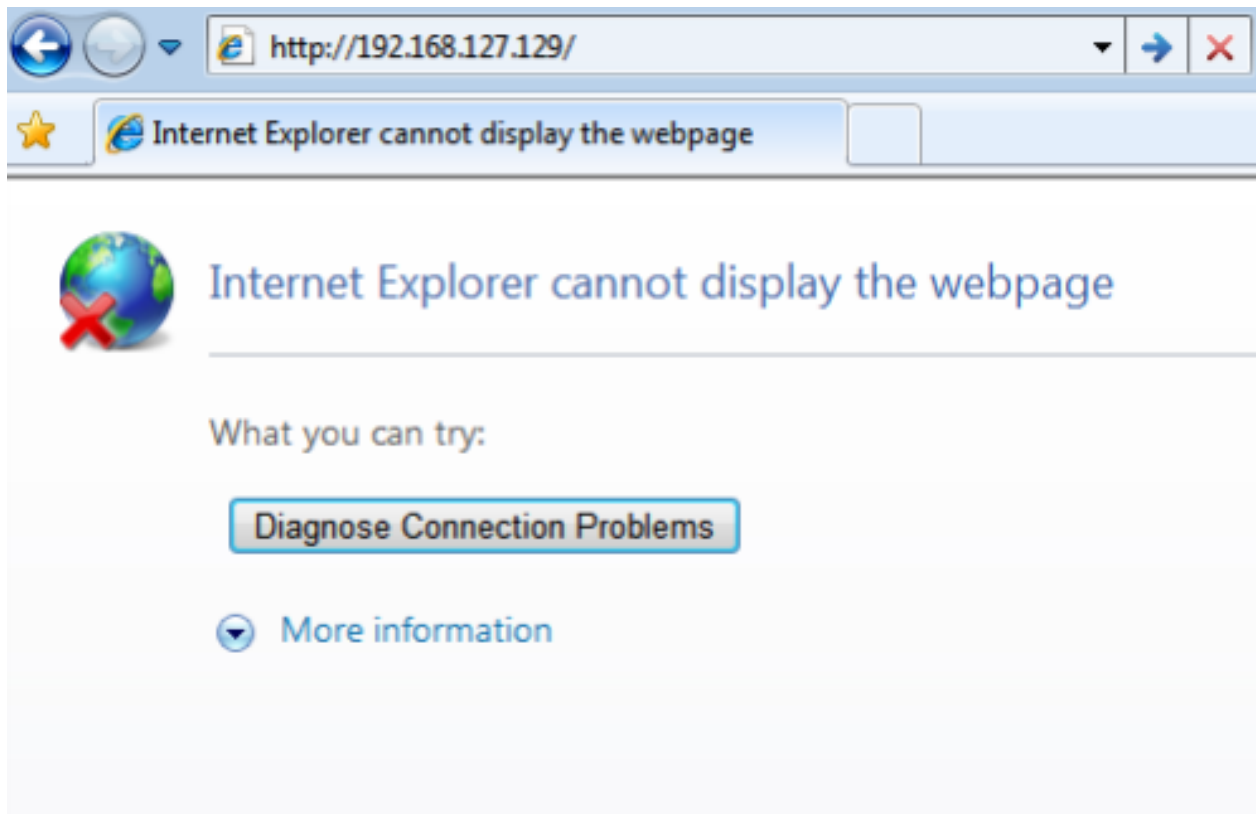 http://192.168.127.129/
Internet Explorer cannot display the webpage
Internet Explorer cannot display the webpage
What you can try:
Diagnose Connection Problems
More information